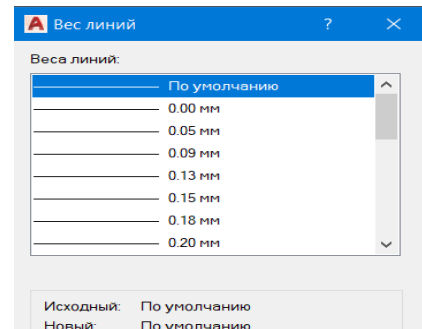 A Вес линий ? ×
Веса линий:
По умолчанию
0.00 мм
0.05 мм
0.09 мм
0.13 мм
0.15 мм
0.18 мм
0.20 мм
Исходный: По умолчанию
Новый: По умолчанию